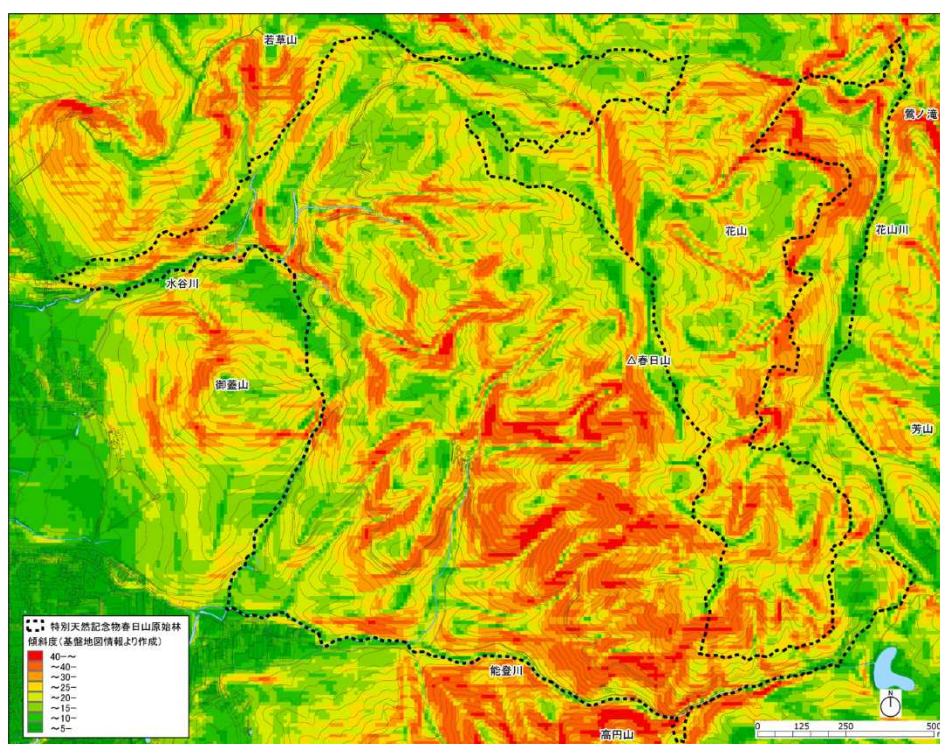 若草山
鶯ノ滝
花山
花山川
水谷川
△春日山
御蓋山
芳山
能登川
高円山
特別天然記念物春日山原始林
傾斜度(基盤地図情報より作成)
40-~
~40-
~30-
~25-
~20-
~15-
~10-
~5-
N
0 125 250 500